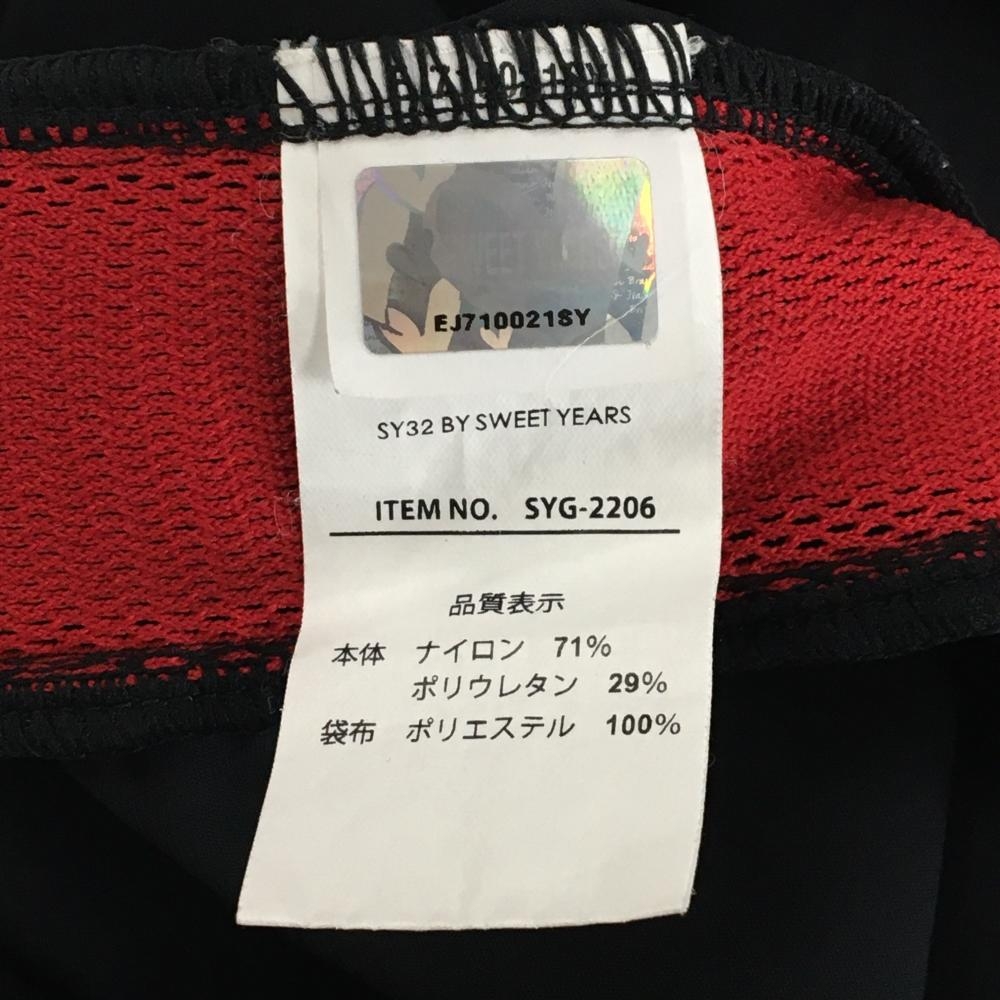 EJ710021SY
SY32 BY SWEET YEARS
ITEM NO. SYG-2206
品質表示
本体 ナイロン 71%
ポリウレタン 29%
袋布 ポリエステル 100%